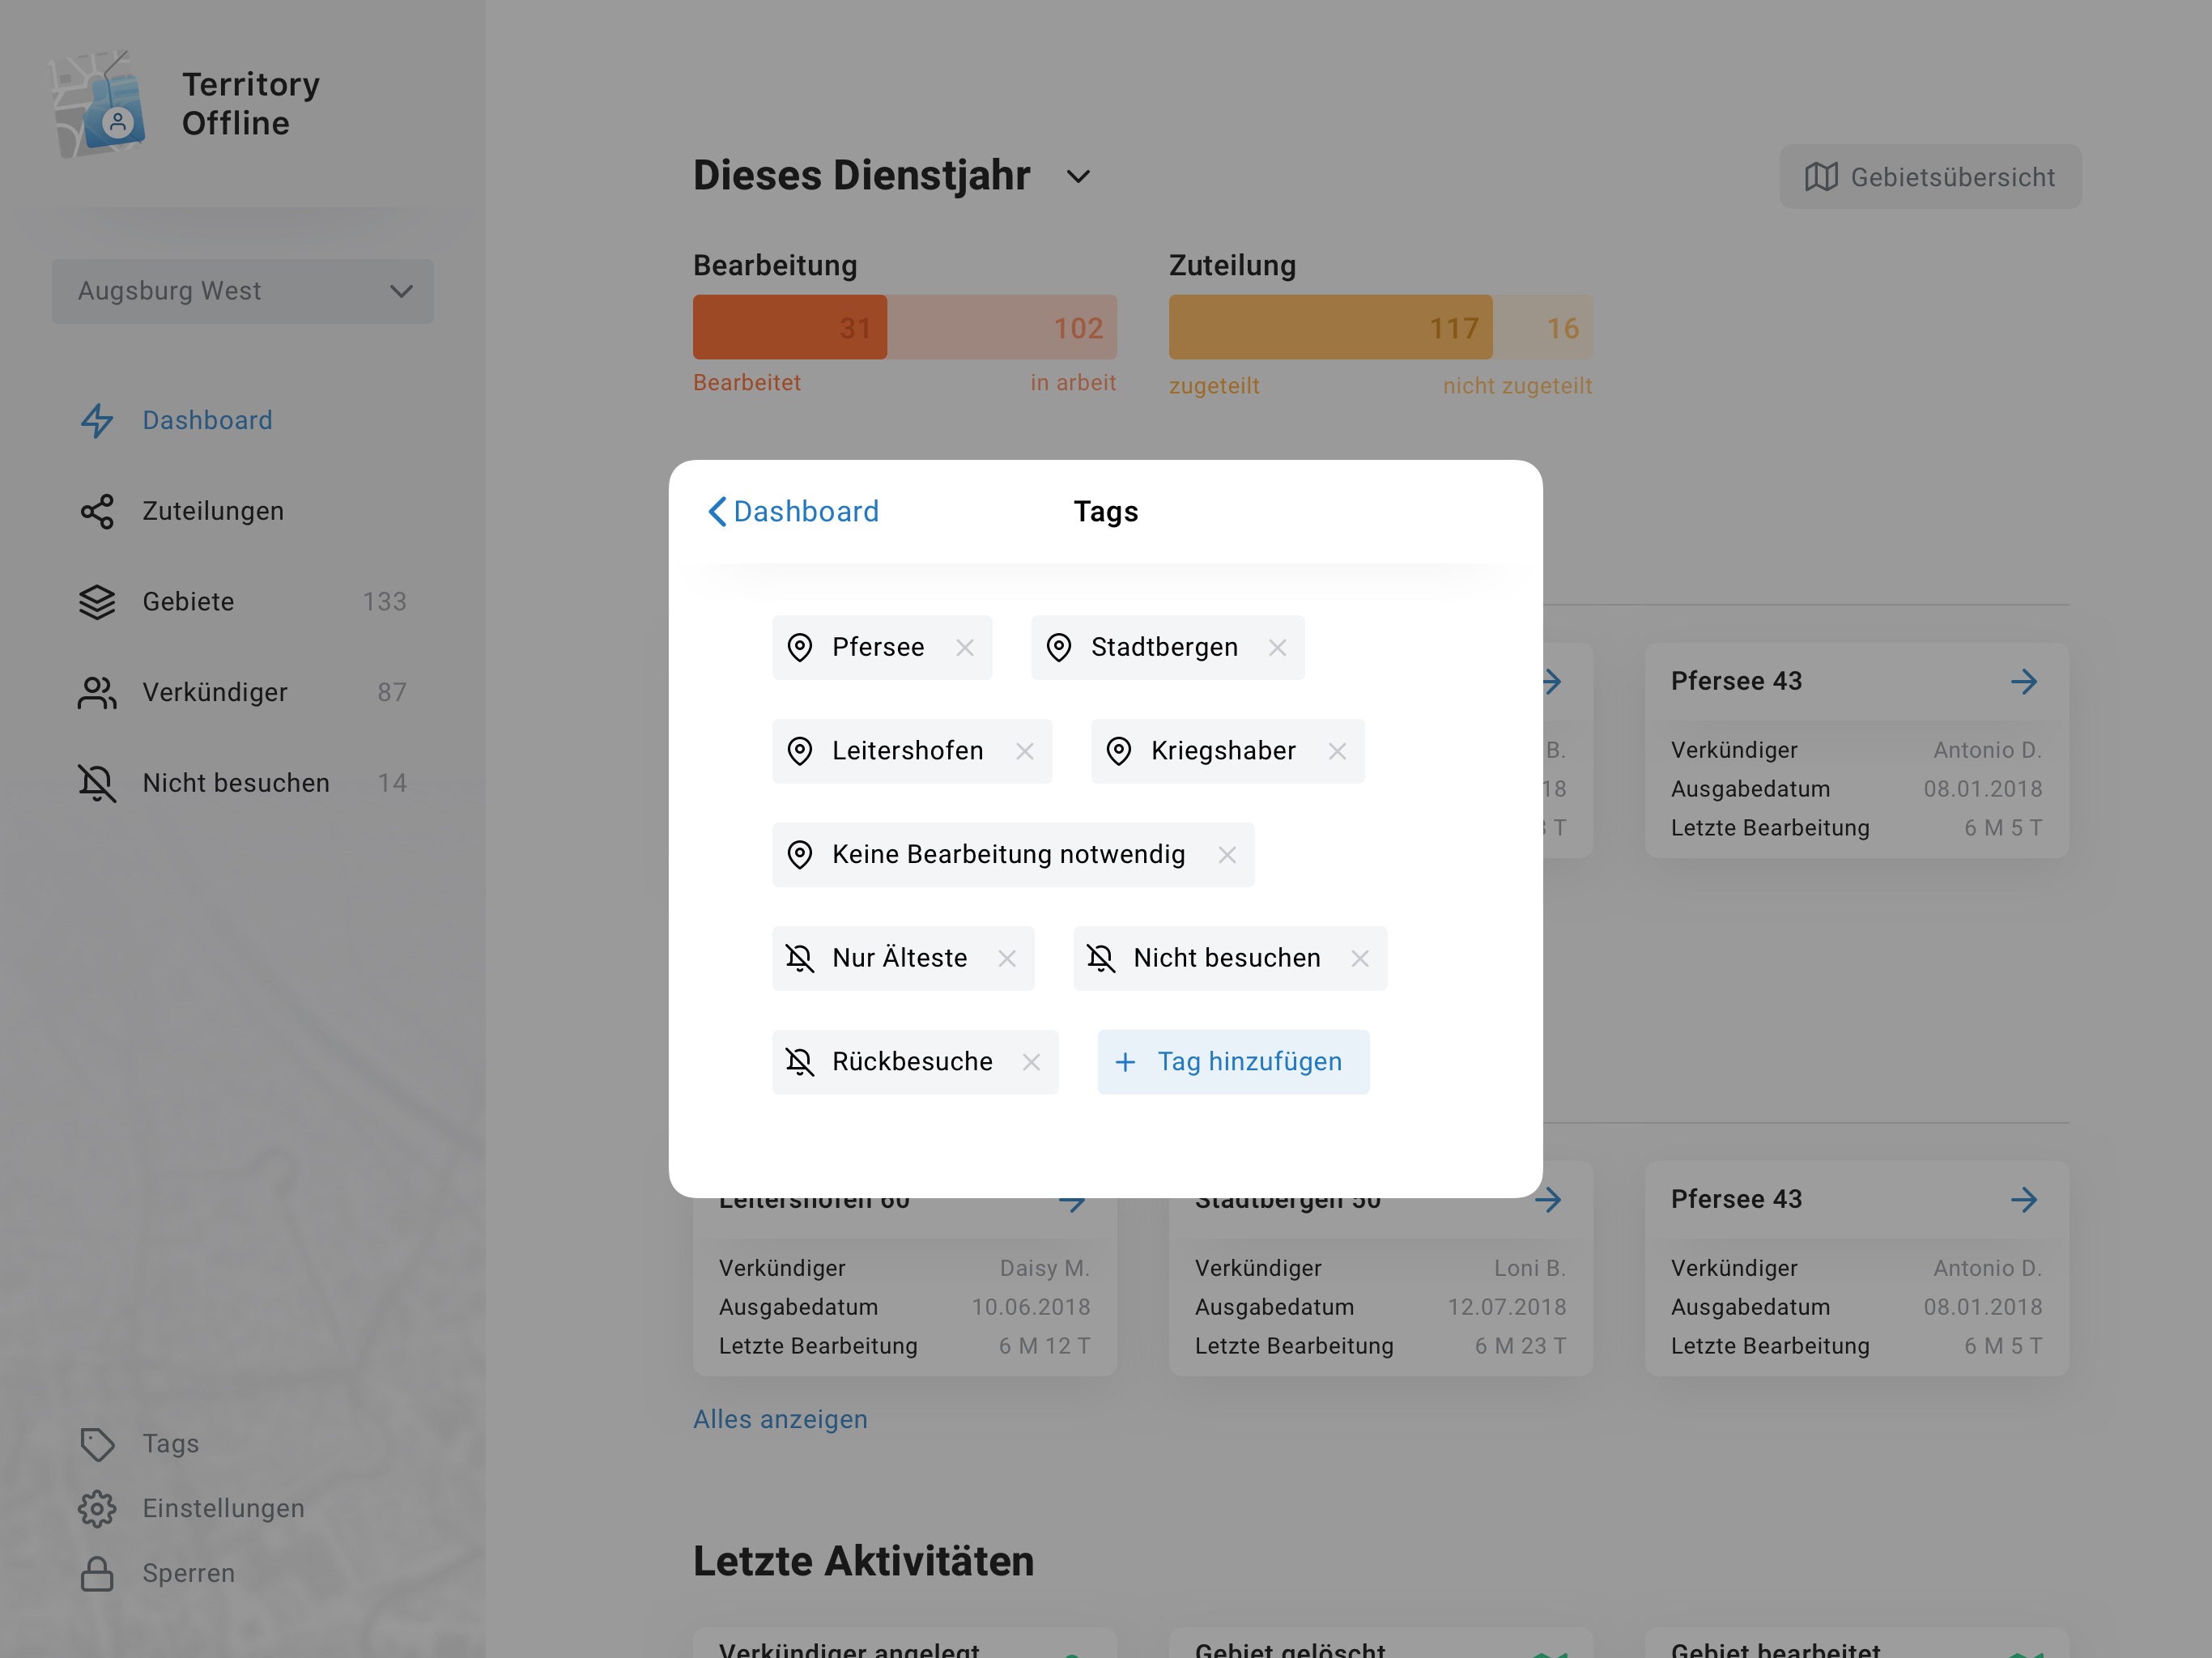 Territory
Offline
Augsburg West
Dashboard
Zuteilungen
Gebiete 133
Verkündiger 87
Nicht besuchen 14
Tags
Einstellungen
Sperren
Dieses Dienstjahr
Gebietsübersicht
Bearbeitung
31 102
Bearbeitet in arbeit
Zuteilung
117 16
zugeteilt nicht zugeteilt
Dashboard
Tags
Pfersee
Stadtbergen
Leitershofen
Kriegshaber
Keine Bearbeitung notwendig
Nur Älteste
Nicht besuchen
Rückbesuche
Tag hinzufügen
B.
18
T
Pfersee 43
Verkündiger Antonio D.
Ausgabedatum 08.01.2018
Letzte Bearbeitung 6 M 5 T
Leitershofen 60
Verkündiger Daisy M.
Ausgabedatum 10.06.2018
Letzte Bearbeitung 6 M 12 T
Stadtbergen 50
Verkündiger Loni B.
Ausgabedatum 12.07.2018
Letzte Bearbeitung 6 M 23 T
Pfersee 43
Verkündiger Antonio D.
Ausgabedatum 08.01.2018
Letzte Bearbeitung 6 M 5 T
Alles anzeigen
Letzte Aktivitäten
Verkündiger angelegt
Gebiet gelöscht
Gebiet bearbeitet